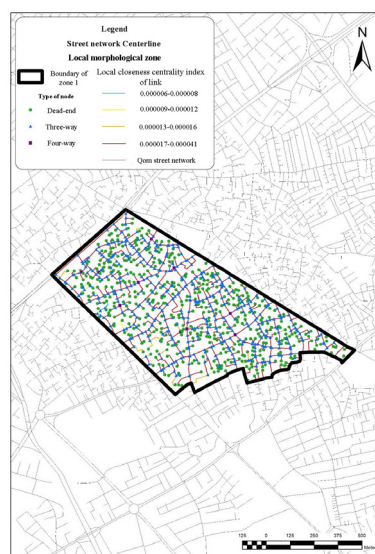 Legend
Street network Centerline
Local morphological zone
Boundary of
zone 1
Local closeness centrality index
of link
Type of node
Dead-end
Three-way
Four-way
0.000006-0.000008
0.000009-0.000012
0.000013-0.000016
0.000017-0.000041
Qom street network
N
125 0 125 250 375 500
Meters